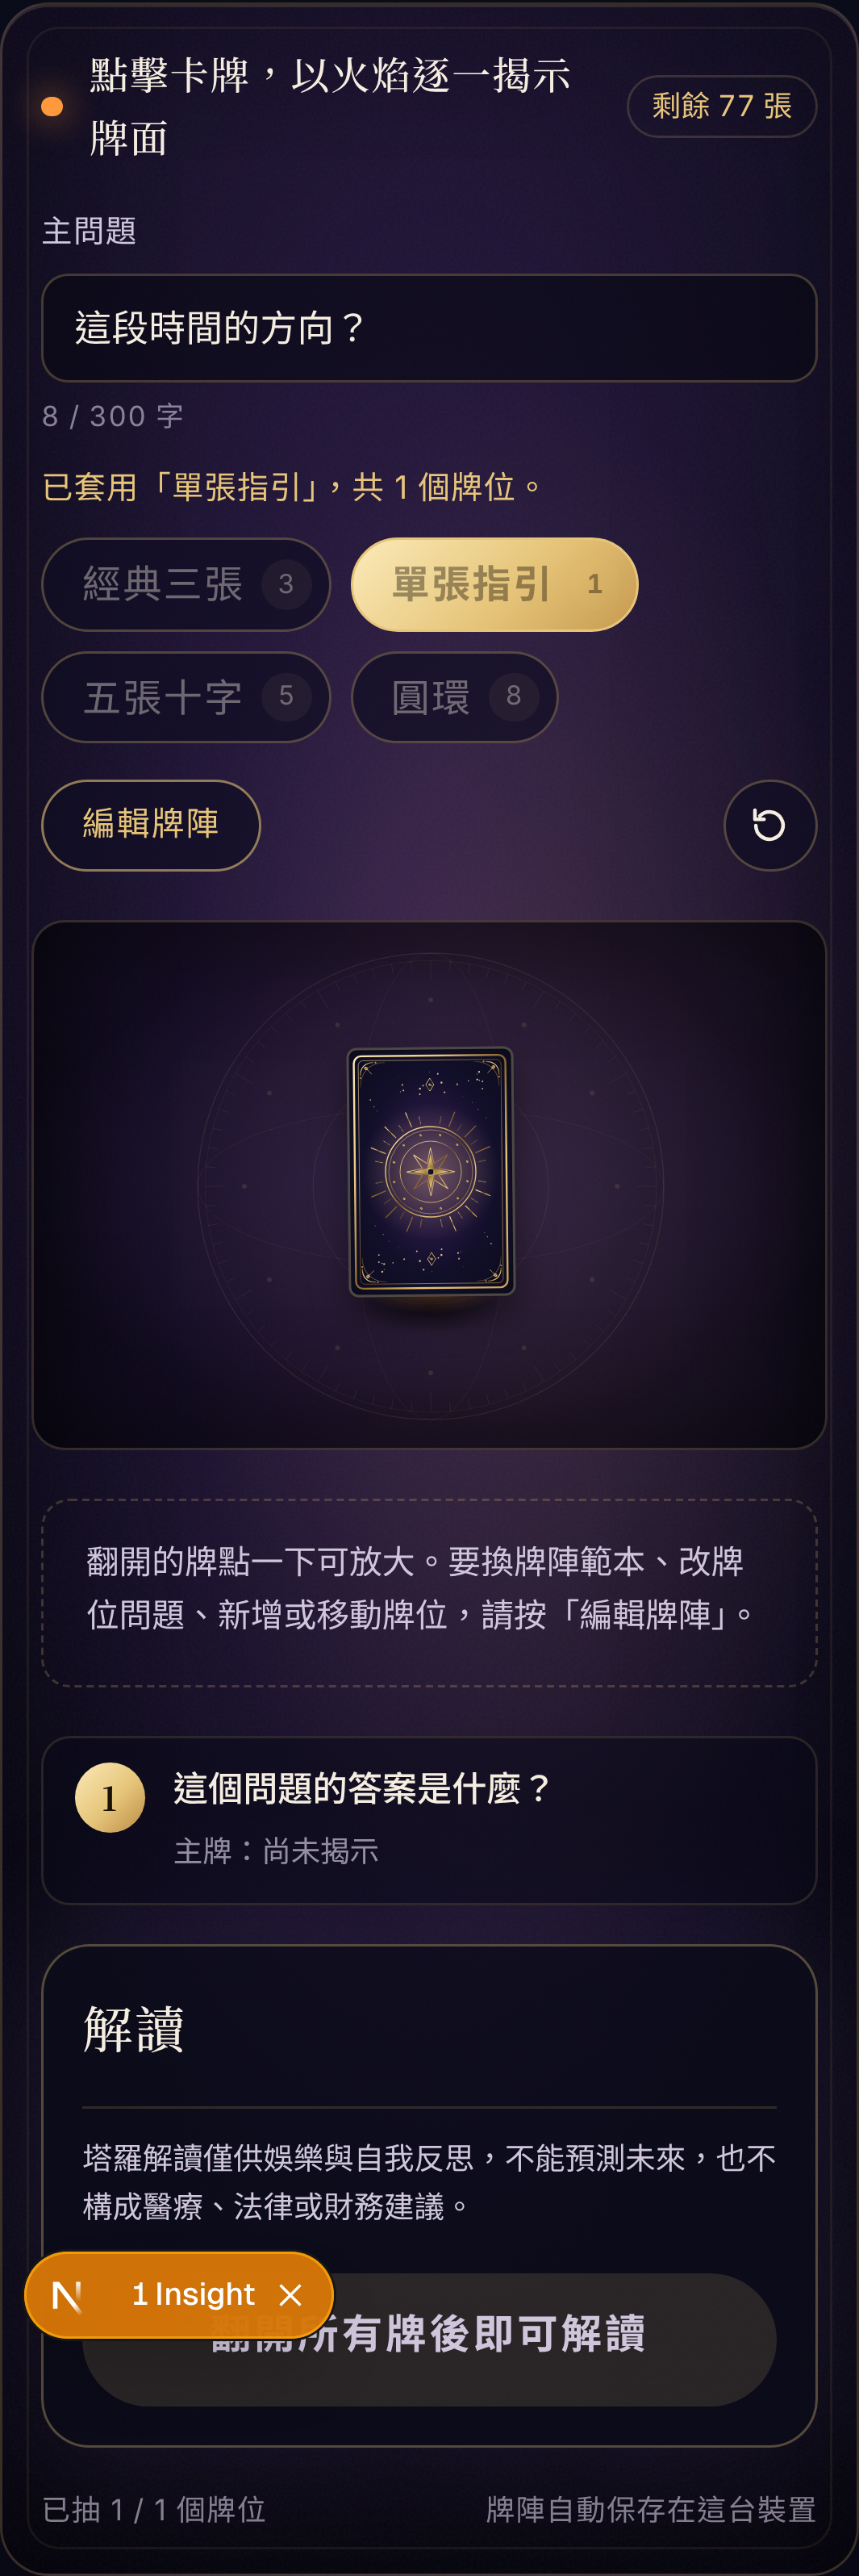 點擊卡牌，以火焰逐一揭示
牌面
剩餘 77 張
主問題
這段時間的方向？
8 / 300 字
已套用「單張指引」，共 1 個牌位。
經典三張 3
單張指引 1
五張十字 5
圓環 8
編輯牌陣
翻開的牌點一下可放大。要換牌陣範本、改牌
位問題、新增或移動牌位，請按「編輯牌陣」。
1
這個問題的答案是什麼？
主牌：尚未揭示
解讀
塔羅解讀僅供娛樂與自我反思，不能預測未來，也不
構成醫療、法律或財務建議。
N 1 Insight
翻開所有牌後即可解讀
已抽 1 / 1 個牌位
牌陣自動保存在這台裝置